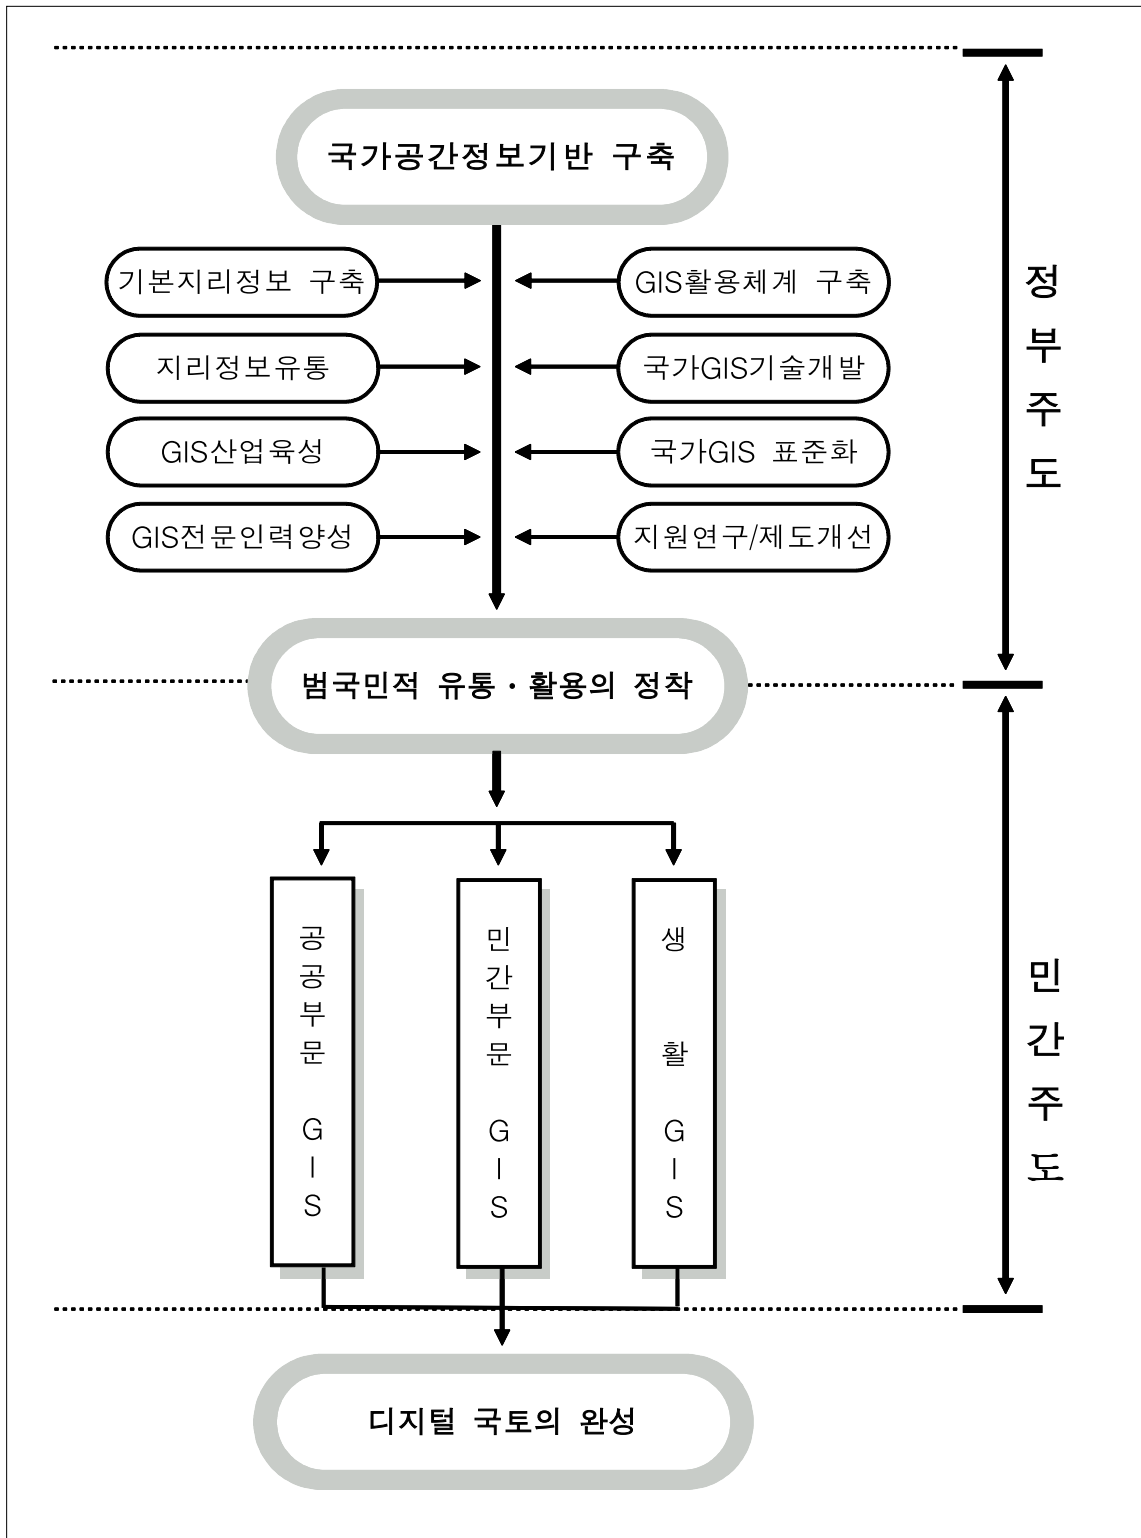 국가공간정보기반 구축
기본지리정보 구축
GIS활용체계 구축
지리정보유통
국가GIS기술개발
GIS산업육성
국가GIS 표준화
GIS전문인력양성
지원연구/제도개선
정부주도
범국민적 유통·활용의 정착
공공부문 GIS
민간부문 GIS
생활 GIS
민간주도
디지털 국토의 완성